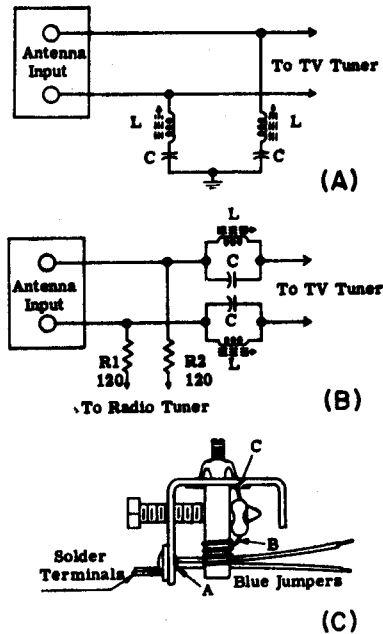 Antenna
Input
To TV Tuner
L
L
C
C
(A)
L
C
Antenna
Input
To TV Tuner
C
R1
120
R2
120
L
To Radio Tuner
(B)
C
B
Solder
Terminals
A
Blue Jumpers
(C)